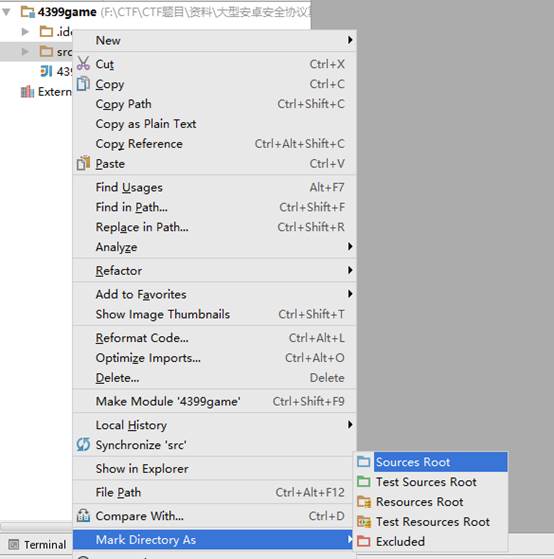 4399game (F:\CTF\CTF题目\资料\大型安卓安全协议
.ide
src
439
Extern
New
Cut Ctrl+X
Copy Ctrl+C
Copy Path Ctrl+Shift+C
Copy as Plain Text
Copy Reference Ctrl+Alt+Shift+C
Paste Ctrl+V
Find Usages Alt+F7
Find in Path... Ctrl+Shift+F
Replace in Path... Ctrl+Shift+R
Analyze
Refactor
Add to Favorites
Show Image Thumbnails Ctrl+Shift+T
Reformat Code... Ctrl+Alt+L
Optimize Imports... Ctrl+Alt+O
Delete... Delete
Make Module '4399game' Ctrl+Shift+F9
Local History
Synchronize 'src'
Show in Explorer
File Path Ctrl+Alt+F12
Compare With... Ctrl+D
Mark Directory As
Sources Root
Test Sources Root
Resources Root
Test Resources Root
Excluded
Terminal